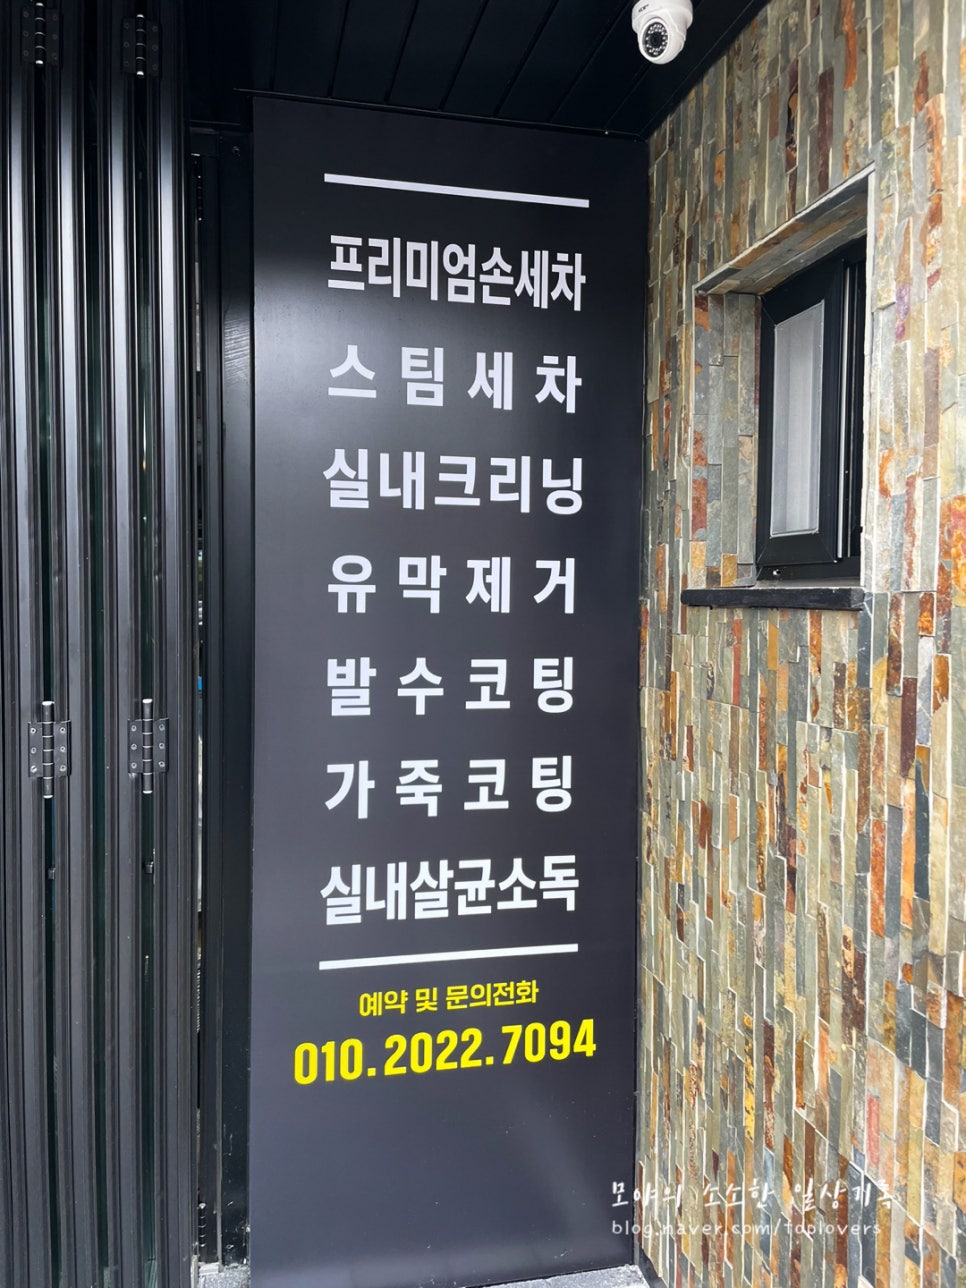 프리미엄손세차
스팀세차
실내크리닝
유막제거
발수코팅
가죽코팅
실내살균소독
예약 및 문의전화
010.2022.7094
모야의 소소한 일상기록
blog.naver.com/toplovers